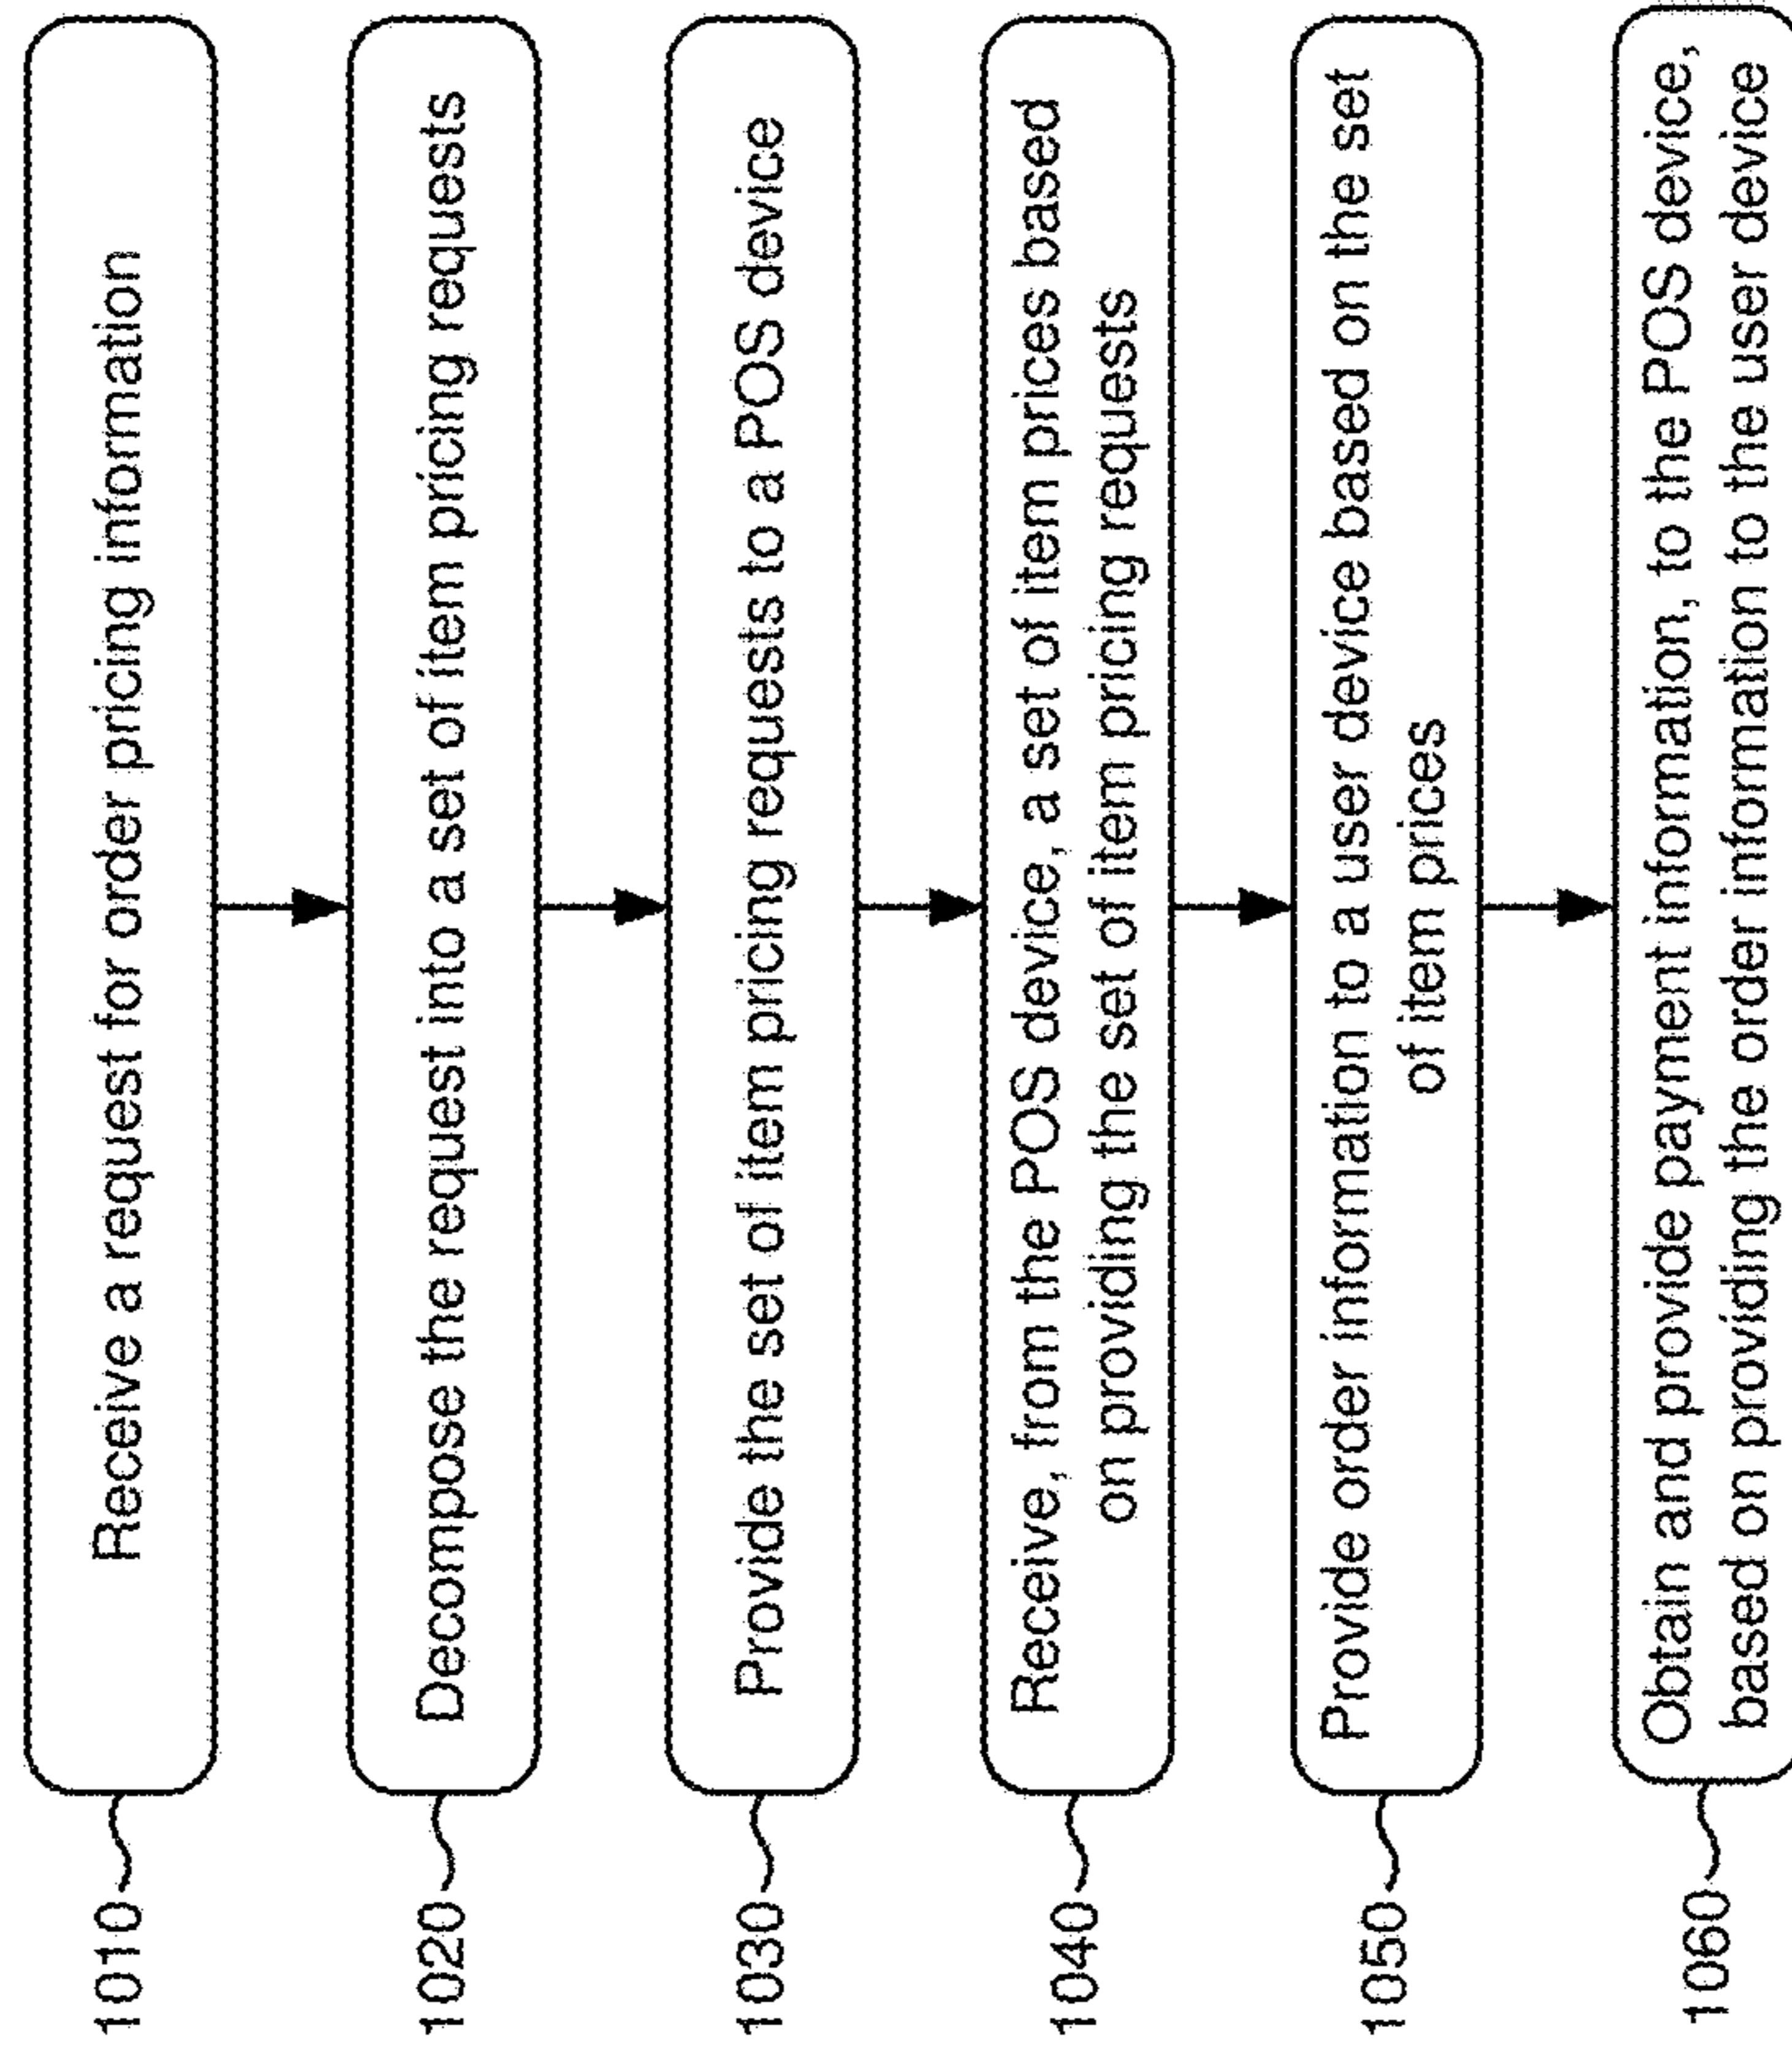 1010
Receive a request for order pricing information
1020
Decompose the request into a set of item pricing requests
1030
Provide the set of item pricing requests to a POS device
1040
Receive, from the POS device, a set of item prices based
on providing the set of item pricing requests
1050
Provide order information to a user device based on the set
of item prices
1060
Obtain and provide payment information, to the POS device,
based on providing the order information to the user device